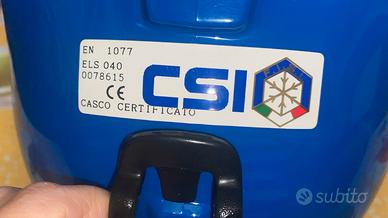 EN 1077
ELS 040
0078615
CE
CASCO CERTIFICATO
CSI
subito